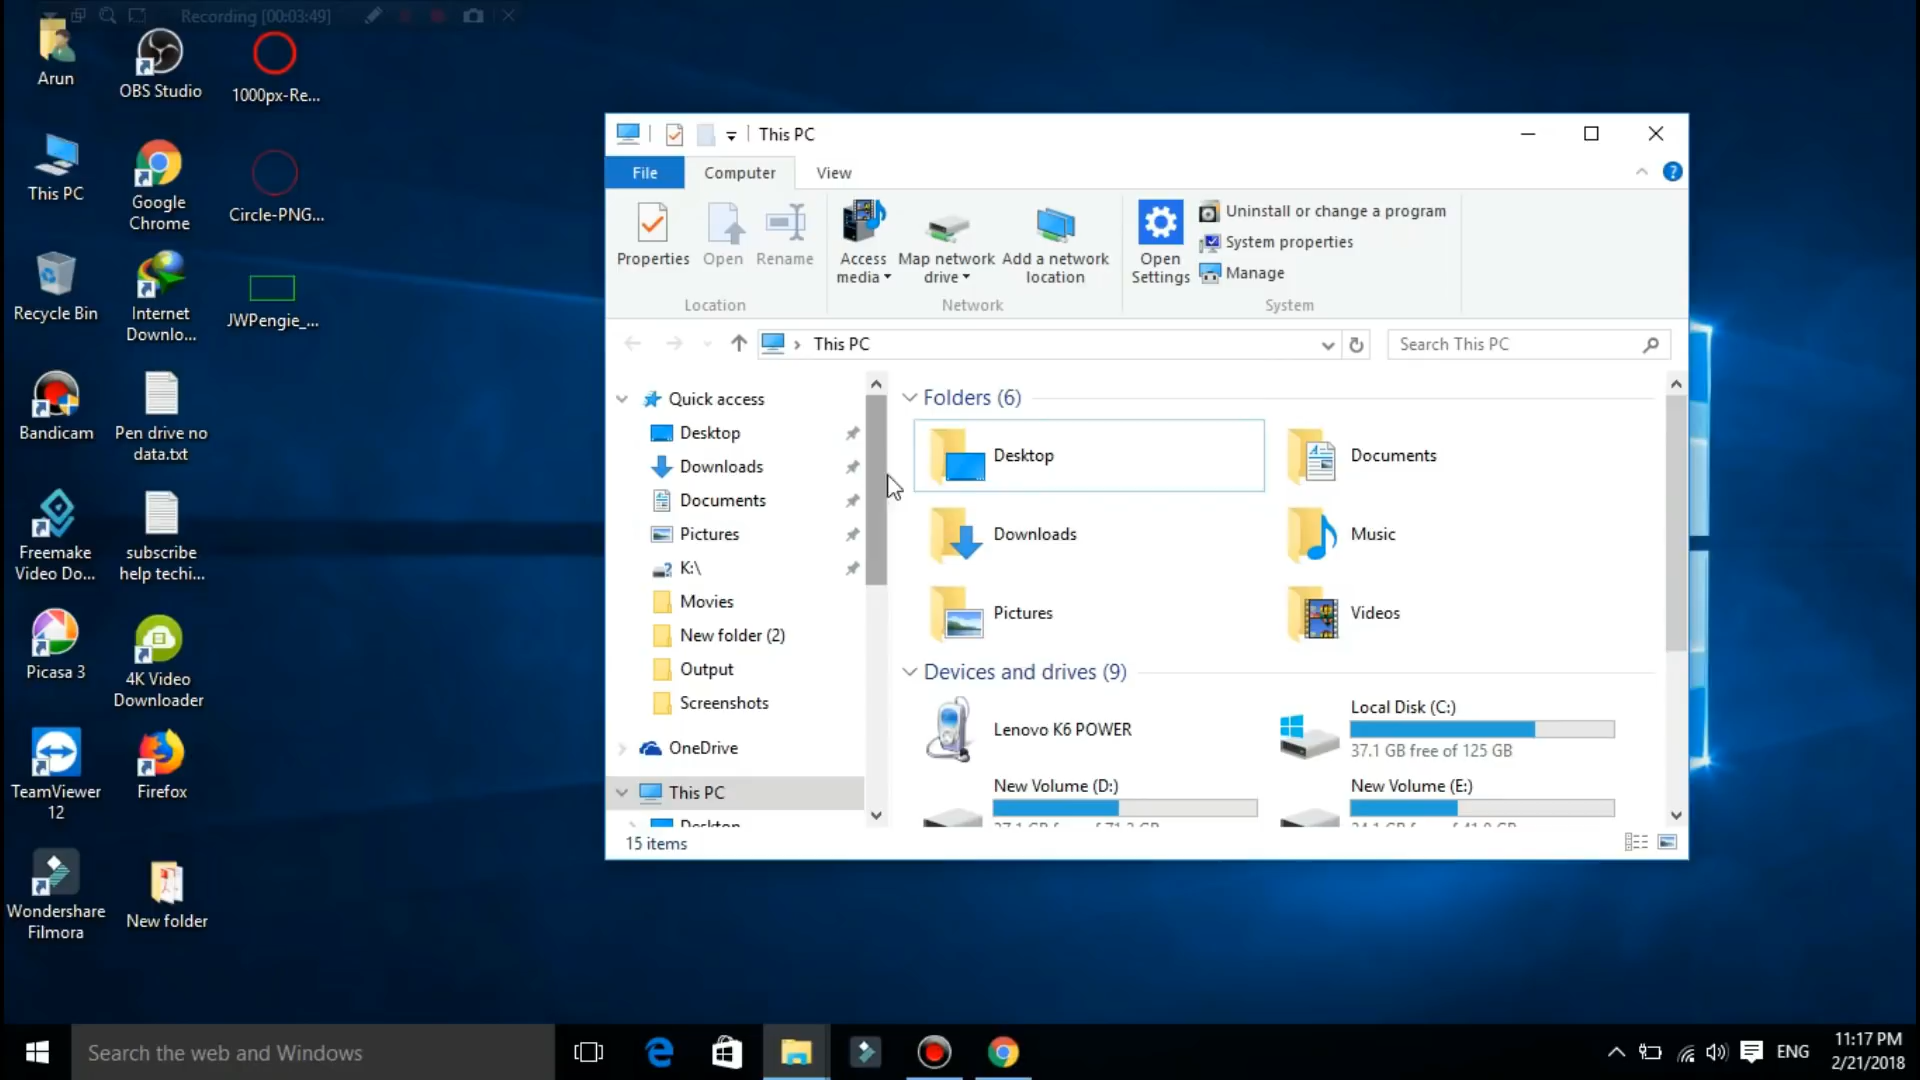 Recording [00:03:49]
Arun
OBS Studio
1000px-Re...
This PC
Google
Chrome
Circle-PNG...
Recycle Bin
Internet
Downlo...
JWPengie_...
Bandicam
Pen drive no
data.txt
Freemake
Video Do...
subscribe
help techi...
Picasa 3
4K Video
Downloader
TeamViewer
12
Firefox
Wondershare
Filmora
New folder
This PC
File
Computer
View
Properties
Open
Rename
Location
Access
media
Map network
drive
Add a network
location
Network
Open
Settings
Uninstall or change a program
System properties
Manage
System
This PC
Search This PC
Quick access
Desktop
Downloads
Documents
Pictures
K:\
Movies
New folder (2)
Output
Screenshots
OneDrive
This PC
Desktop
Folders (6)
Desktop
Documents
Downloads
Music
Pictures
Videos
Devices and drives (9)
Lenovo K6 POWER
Local Disk (C:)
37.1 GB free of 125 GB
New Volume (D:)
New Volume (E:)
15 items
Search the web and Windows
ENG
11:17 PM
2/21/2018